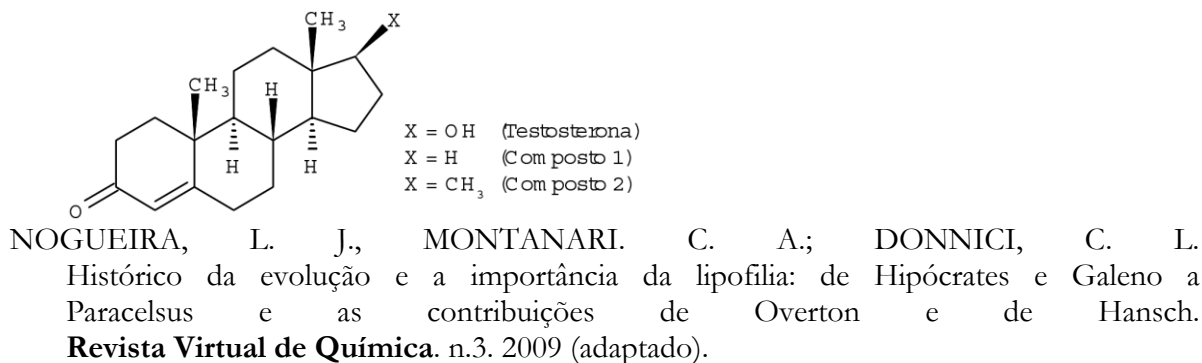 CH₃ X
CH₃
H
X = OH (Testosterona)
H H X = H (Composto 1)
X = CH₃ (Composto 2)
O
NOGUEIRA, L. J., MONTANARI. C. A.; DONNICI, C. L.
Histórico da evolução e a importância da lipofilia: de Hipócrates e Galeno a
Paracelsus e as contribuições de Overton e de Hansch.
Revista Virtual de Química. n.3. 2009 (adaptado).